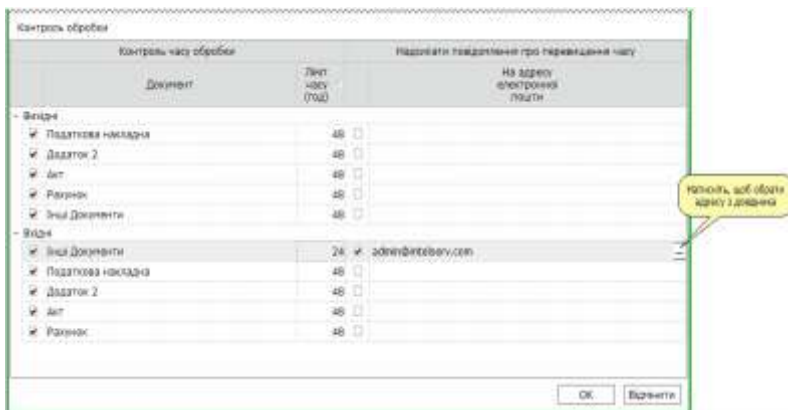 Контроль обробки
Контроль часу обробки
Надсилати повідомлення про перевищення часу
Документ
Ліміт
часу
(год)
На адресу
електронної
пошти
- Вихідні
Податкова накладна 48
Додаток 2 48
Акт 48
Рахунок 48
Інші Документи 48
- Вхідні
Інші Документи 24 admin@intelserv.com
Податкова накладна 48
Додаток 2 48
Акт 48
Рахунок 48
Натисніть, щоб обрати
адресу з довідника
ОК
Відмінити